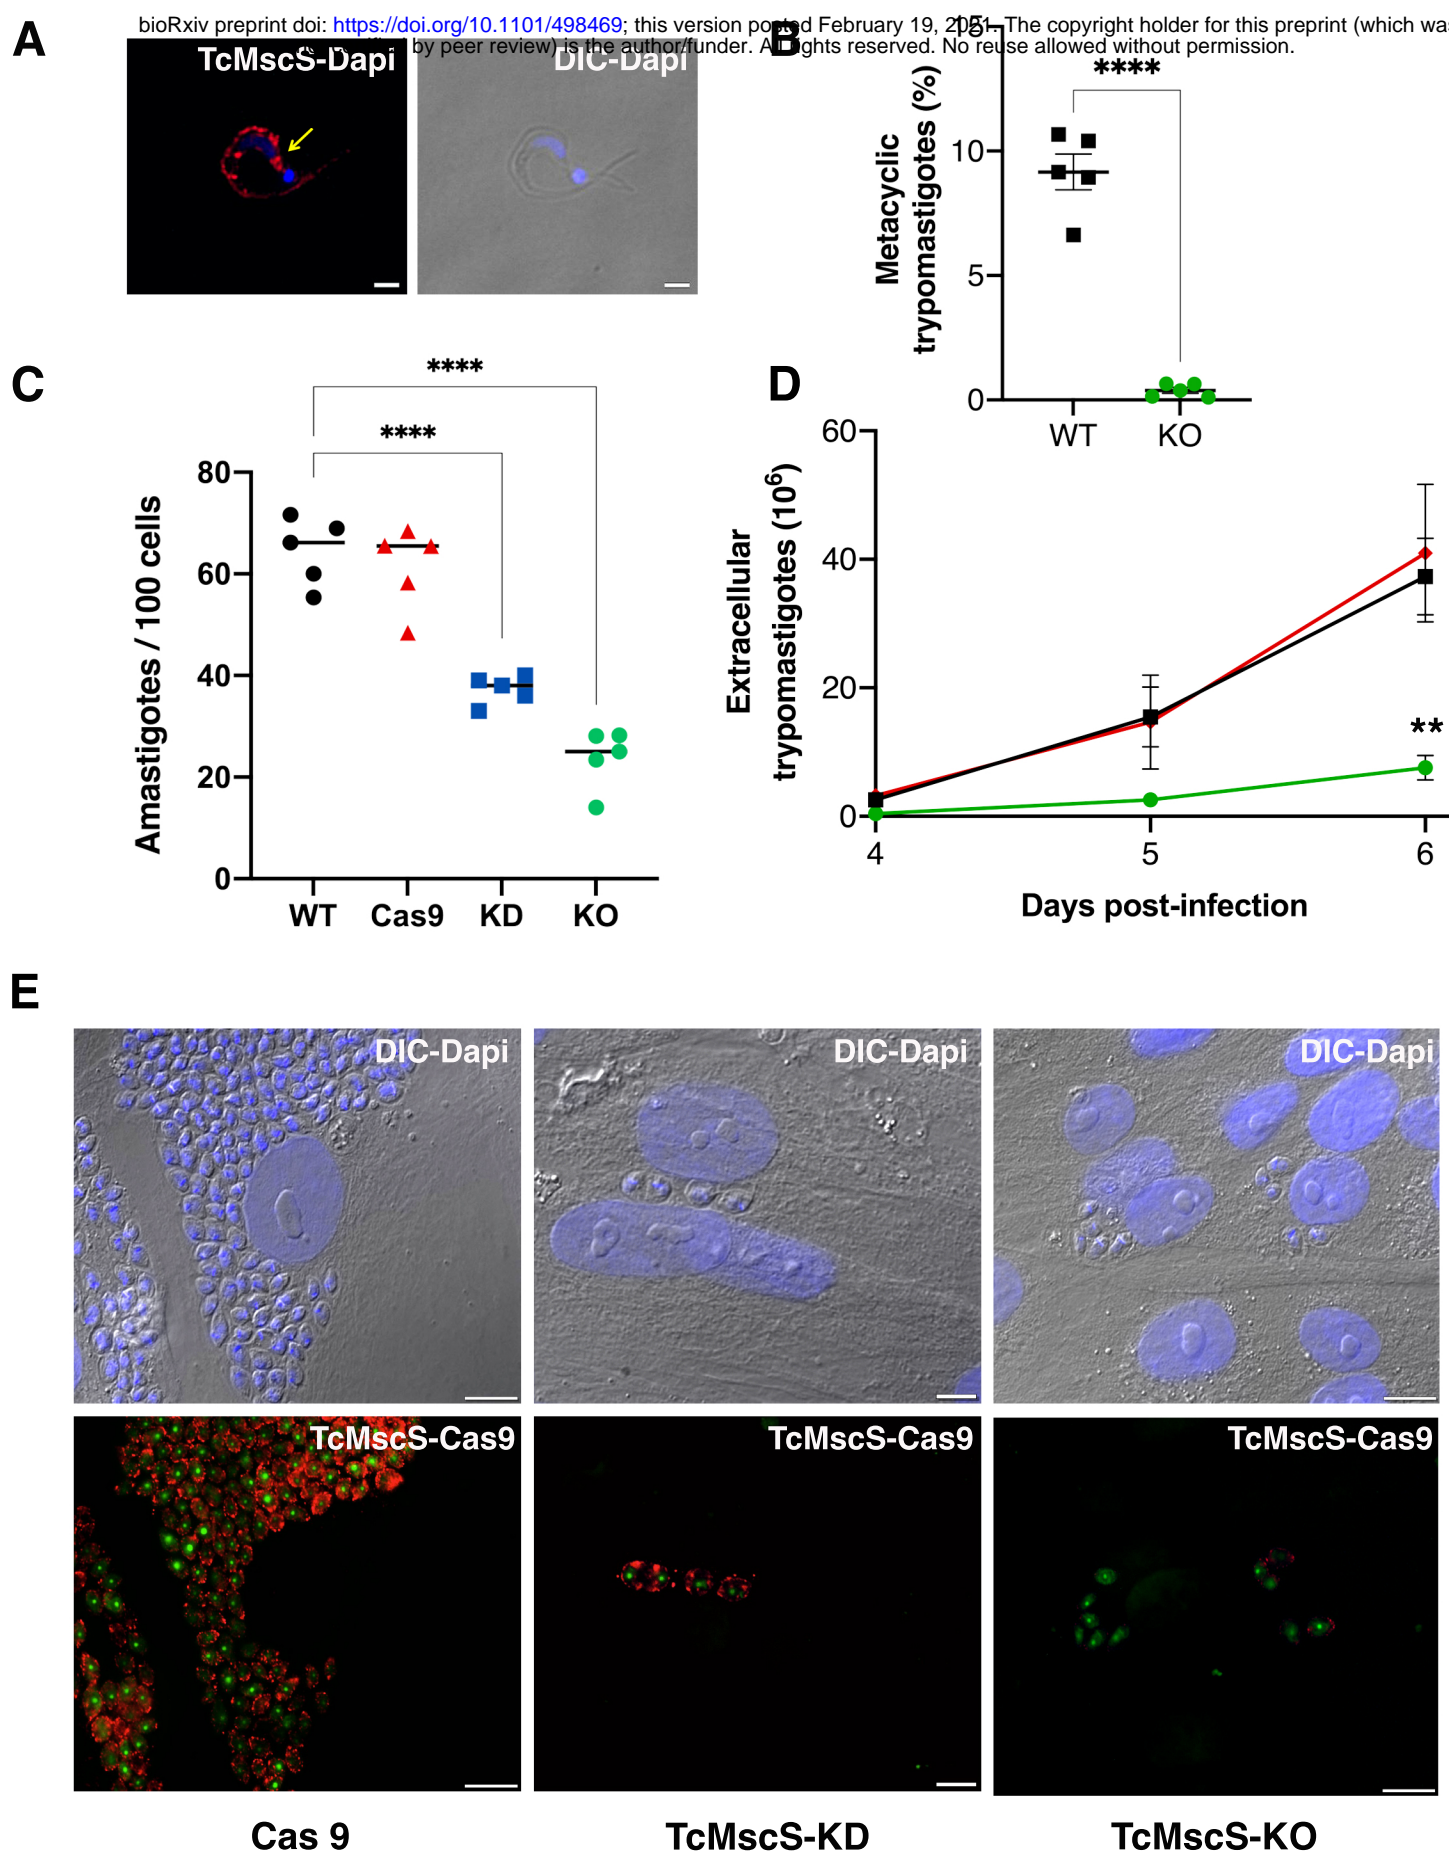 bioRxiv preprint doi: https://doi.org/10.1101/498469; this version posted February 19, 2021. The copyright holder for this preprint (which was
by peer review) is the author/funder. All rights reserved. No reuse allowed without permission.
A
TcMscS-Dapi
DIC-Dapi
B
Metacyclic
trypomastigotes (%)
15
10
5
0
****
WT
KO
C
Amastigotes / 100 cells
80
60
40
20
0
****
****
WT
Cas9
KD
KO
D
Extracellular
trypomastigotes (10⁶)
60
40
20
0
**
4
5
6
Days post-infection
E
DIC-Dapi
DIC-Dapi
DIC-Dapi
TcMscS-Cas9
TcMscS-Cas9
TcMscS-Cas9
Cas 9
TcMscS-KD
TcMscS-KO